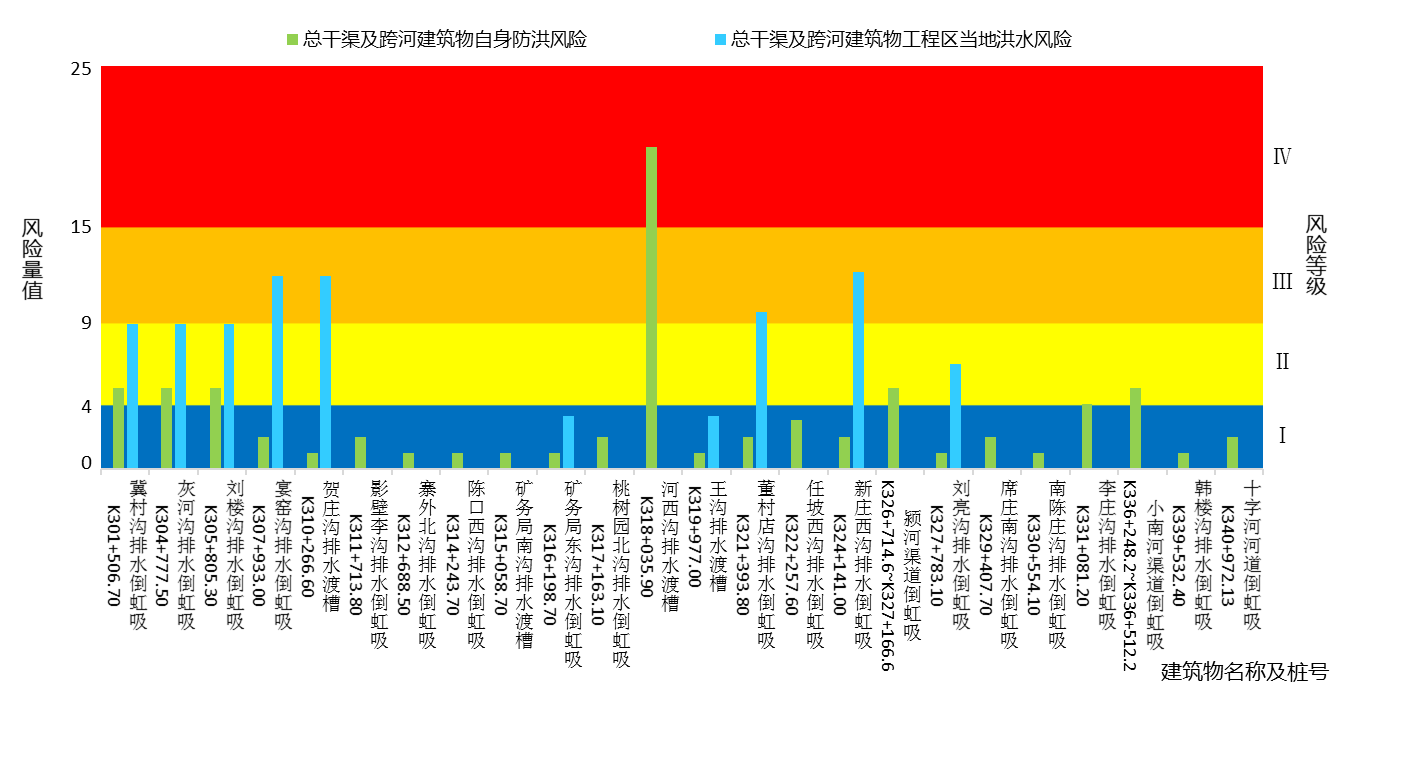 总干渠及跨河建筑物自身防洪风险
总干渠及跨河建筑物工程区当地洪水风险
25
15
9
4
0
风险量值
Ⅳ
Ⅲ
Ⅱ
Ⅰ
风险等级
冀村沟排水倒虹吸
K301+506.70
灰河沟排水倒虹吸
K304+777.50
刘楼沟排水倒虹吸
K305+805.30
宴窑沟排水倒虹吸
K307+933.00
贺庄沟排水渡槽
K310+266.60
影壁李沟排水倒虹吸
K311+713.80
寨外北沟排水倒虹吸
K312+688.50
陈口西沟排水倒虹吸
K314+243.70
矿务局南沟排水渡槽
K315+058.70
矿务局东沟排水倒虹吸
K316+198.70
桃树园北沟排水倒虹吸
K317+163.10
河西沟排水渡槽
K318+035.90
王沟排水渡槽
K319+977.00
董村店沟排水倒虹吸
K321+393.80
任坡西沟排水倒虹吸
K322+257.60
新庄西沟排水倒虹吸
K324+141.00
颍河渠道倒虹吸
K326+714.6~K327+166.6
刘亮沟排水倒虹吸
K327+783.10
席庄南沟排水倒虹吸
K329+407.70
南陈庄沟排水倒虹吸
K330+554.10
李庄沟排水倒虹吸
K331+081.20
小南河渠道倒虹吸
K336+248.2~K336+512.2
韩楼沟排水倒虹吸
K339+532.40
十字河河道倒虹吸
K340+972.13
建筑物名称及桩号